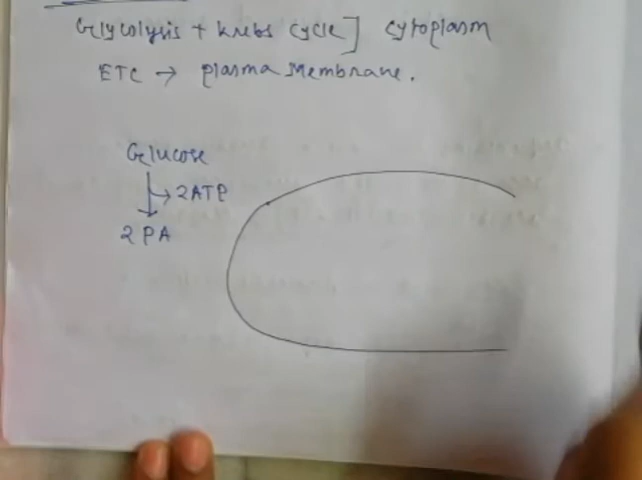 Glycolysis + Krebs cycle] cytoplasm
ETC → plasma Membrane.
Glucose
→ 2ATP
2 PA